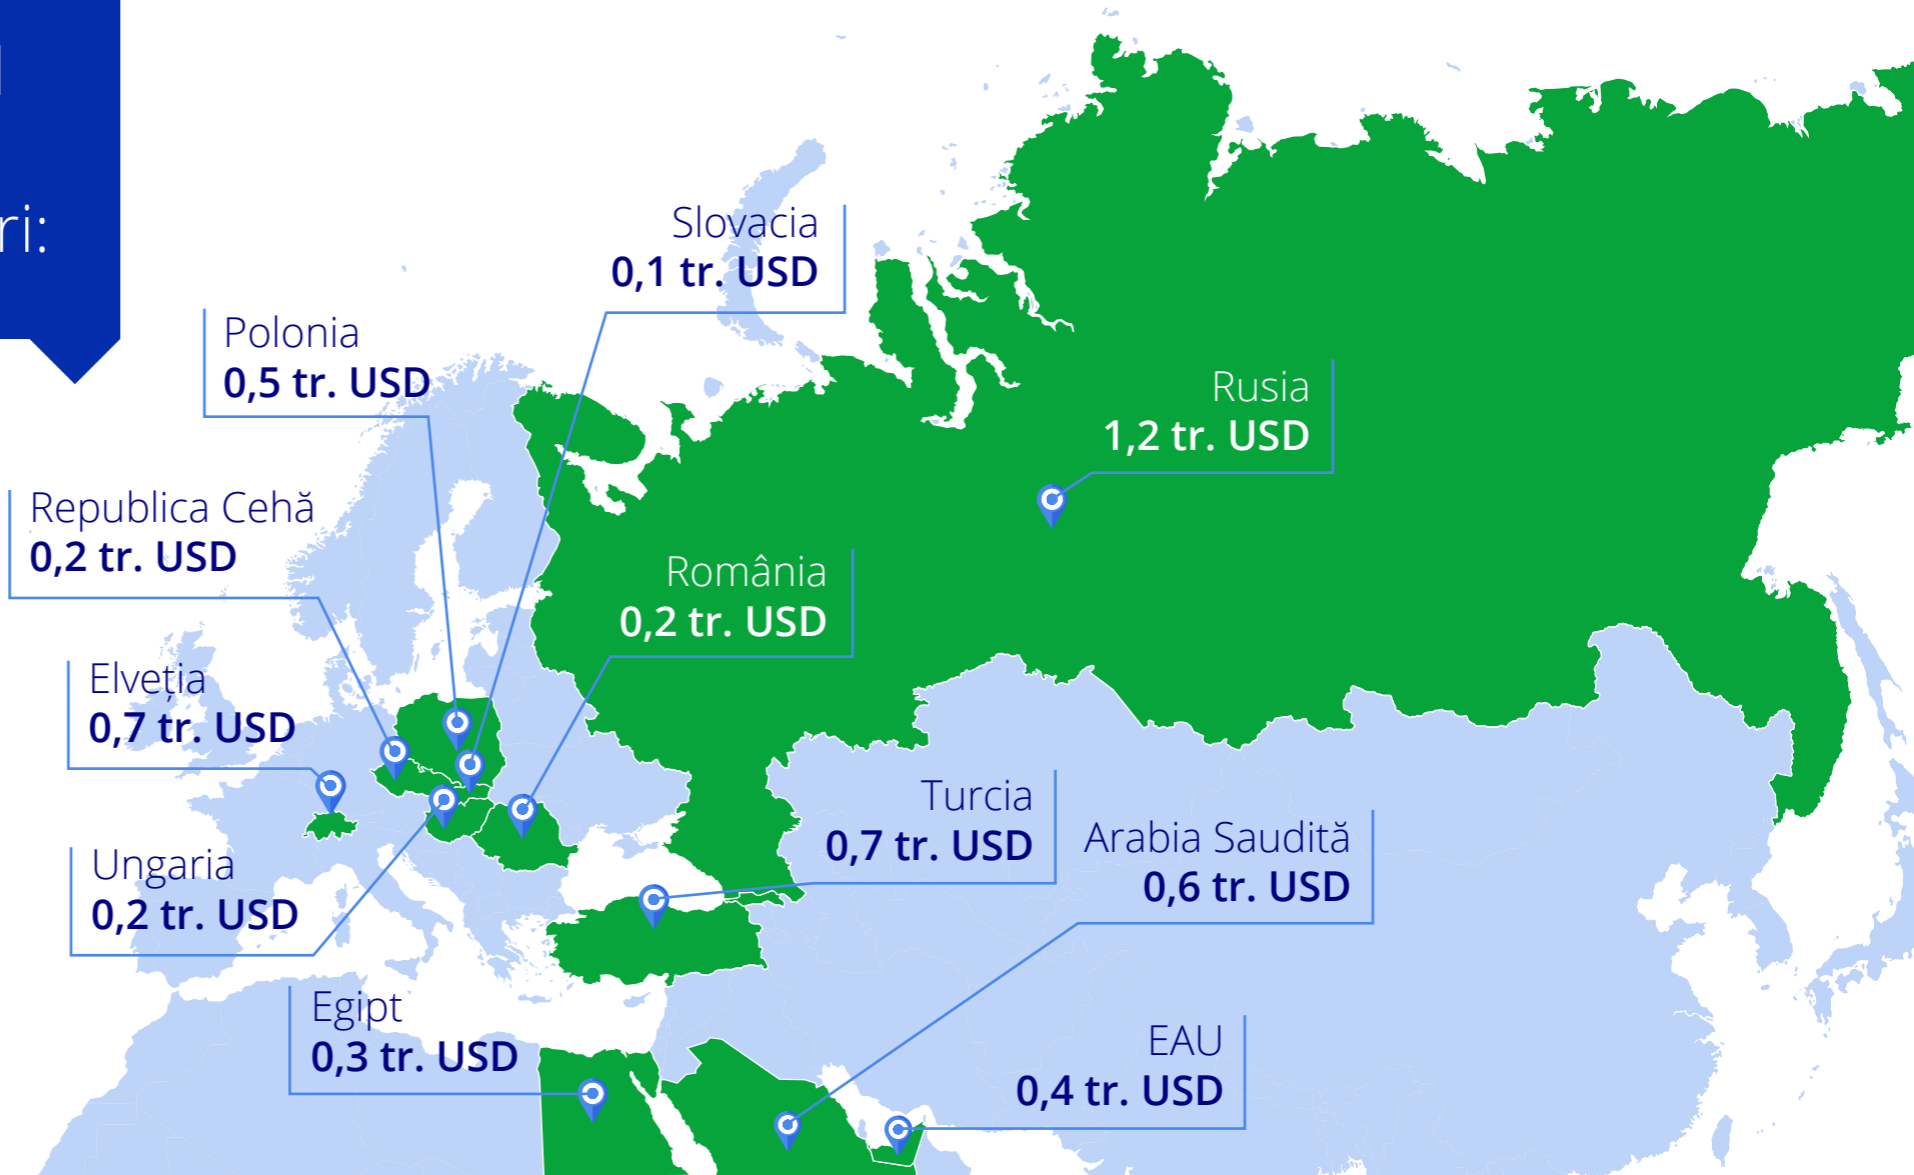 ri:
Slovacia
0,1 tr. USD
Polonia
0,5 tr. USD
Rusia
1,2 tr. USD
Republica Cehă
0,2 tr. USD
România
0,2 tr. USD
Elveția
0,7 tr. USD
Turcia
0,7 tr. USD
Arabia Saudită
0,6 tr. USD
Ungaria
0,2 tr. USD
Egipt
0,3 tr. USD
EAU
0,4 tr. USD